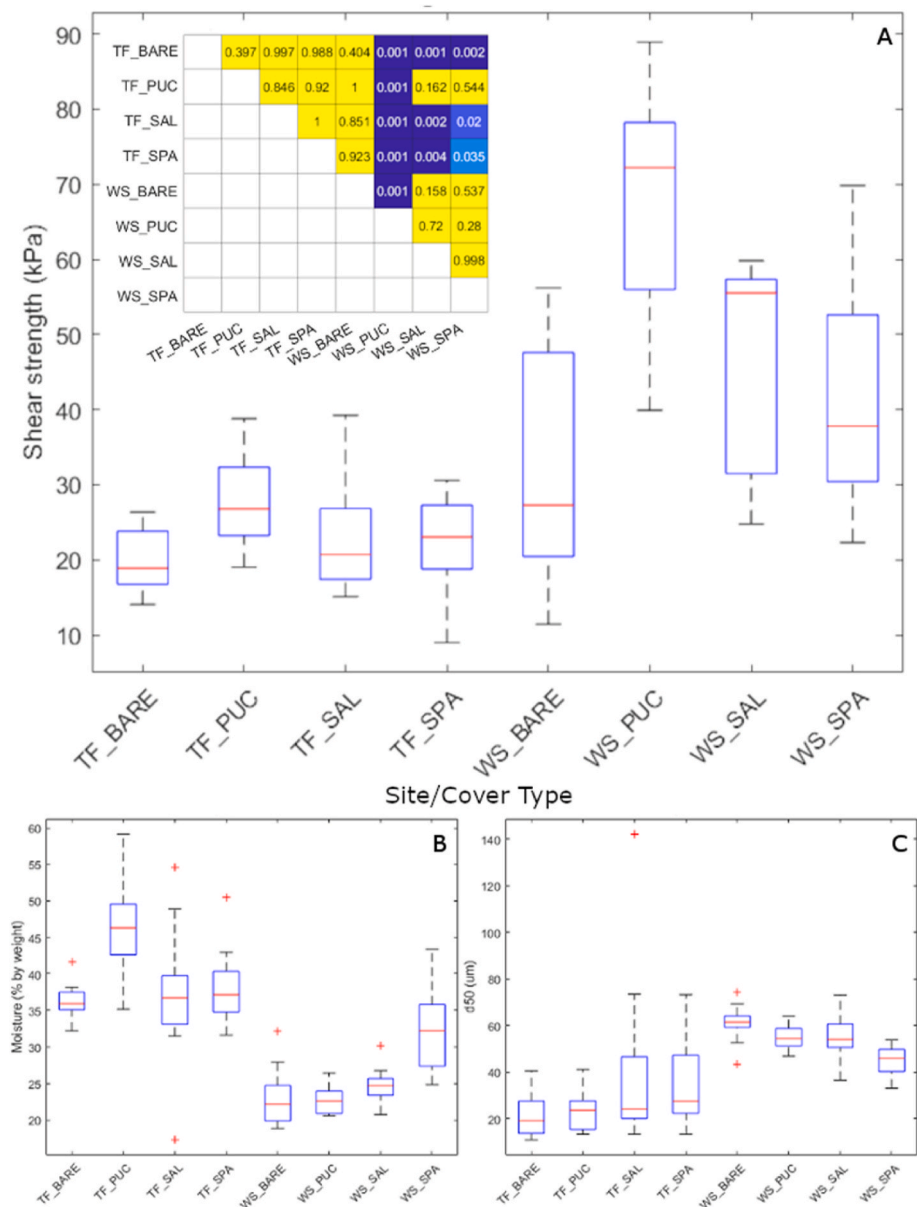 A
90
80
70
60
50
40
30
20
10
Shear strength (kPa)
TF_BARE 0.397 0.997 0.988 0.404 0.001 0.001 0.002
TF_PUC 0.846 0.92 1 0.001 0.162 0.544
TF_SAL 1 0.851 0.001 0.002 0.02
TF_SPA 0.923 0.001 0.004 0.035
WS_BARE 0.001 0.158 0.537
WS_PUC 0.72 0.28
WS_SAL 0.998
WS_SPA
TF_BARE TF_PUC TF_SAL TF_SPA WS_BARE WS_PUC WS_SAL WS_SPA
TF_BARE TF_PUC TF_SAL TF_SPA WS_BARE WS_PUC WS_SAL WS_SPA
Site/Cover Type
B
60
55
50
45
40
35
30
25
20
Moisture (% by weight)
TF_BARE TF_PUC TF_SAL TF_SPA WS_BARE WS_PUC WS_SAL WS_SPA
C
140
120
100
80
60
40
20
d50 (um)
TF_BARE TF_PUC TF_SAL TF_SPA WS_BARE WS_PUC WS_SAL WS_SPA